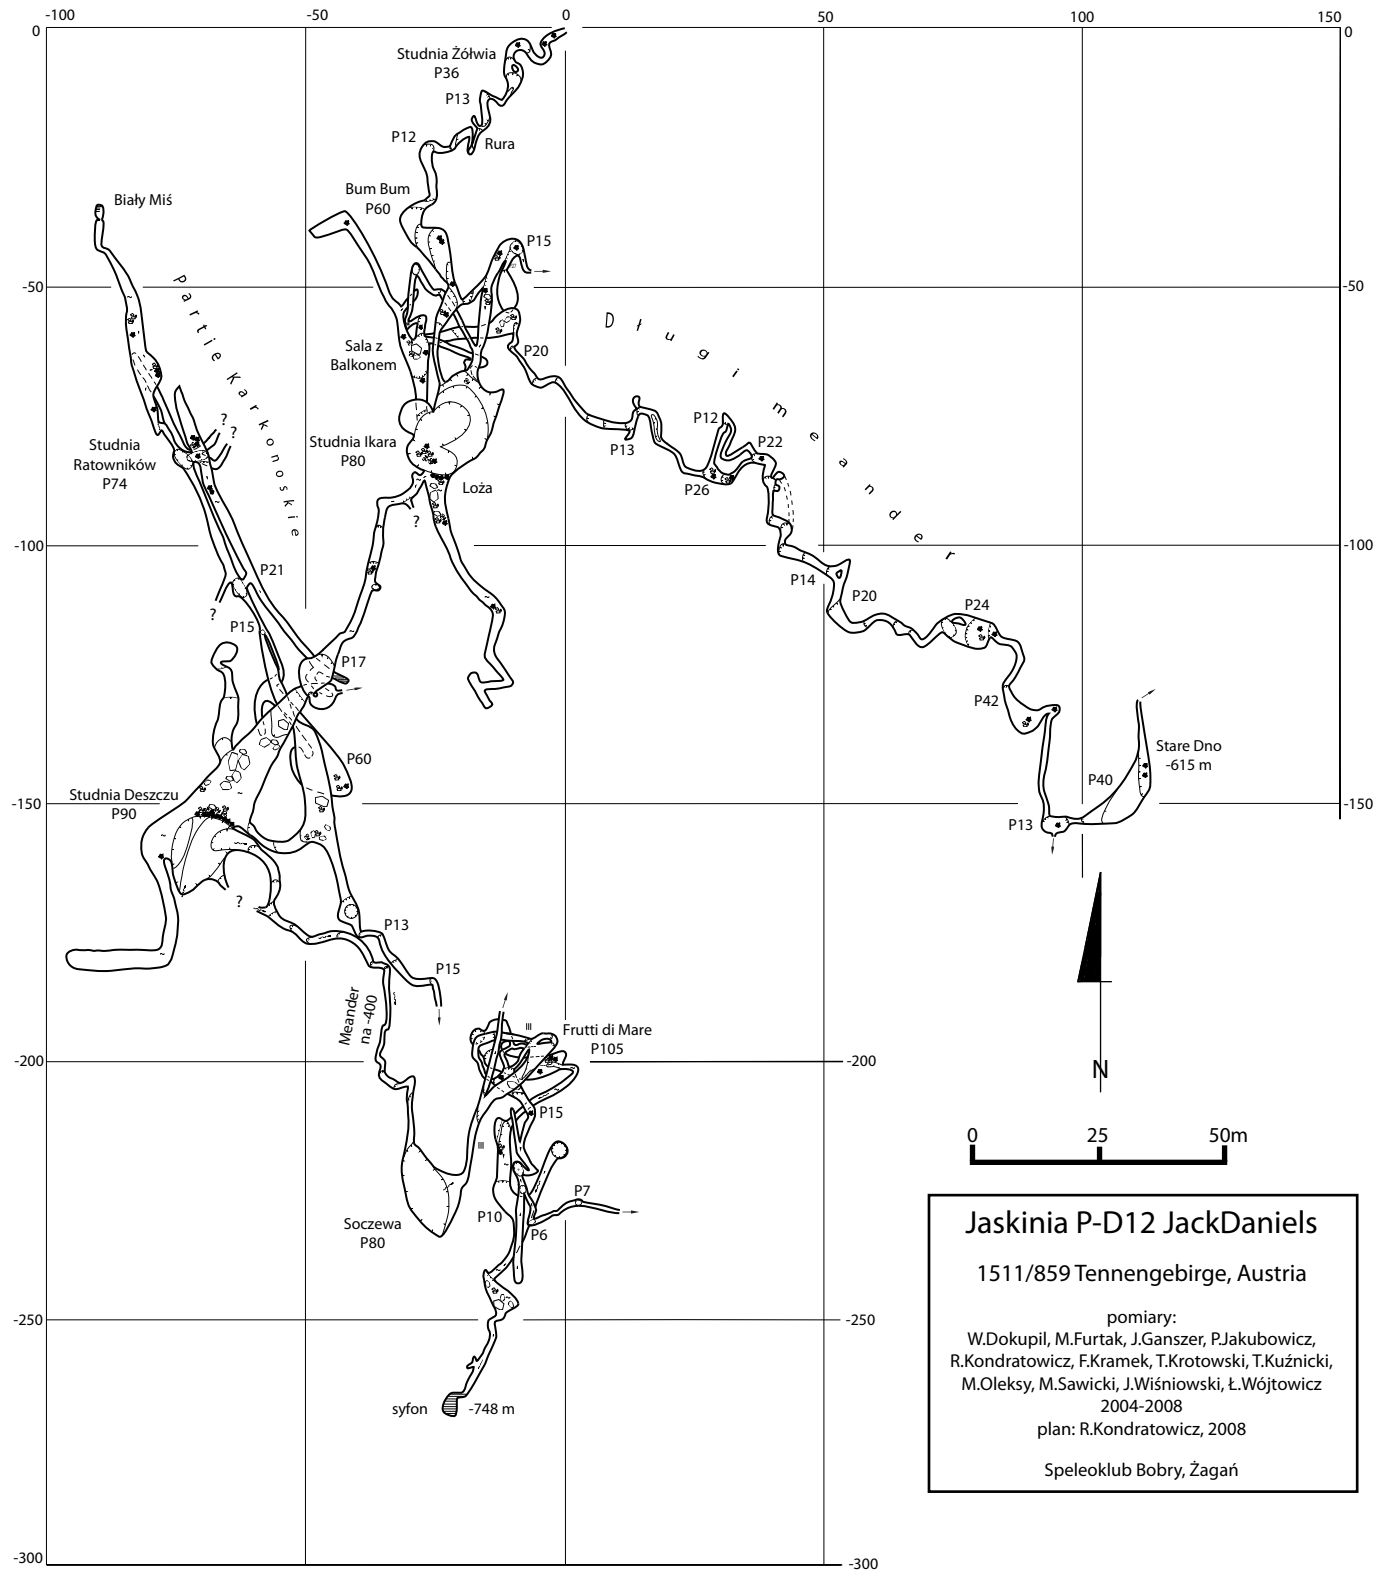 -100
-50
0
50
100
150
0
0
Studnia Żółwia
P36
P13
P12
Rura
Bum Bum
P60
Biały Miś
P15
-50
-50
Partie Karkonoskie
Długi meander
Sala z
Balkonem
P20
P12
P22
P13
P26
?
?
Studnia
Ratowników
P74
Studnia Ikara
P80
Loża
?
-100
-100
P21
P14
P20
P24
?
P15
P17
P42
P60
Stare Dno
-615 m
P40
Studnia Deszczu
P90
-150
-150
P13
?
P13
P15
Meander
na -400
N
Frutti di Mare
P105
-200
-200
III
P15
III
0
25
50m
P7
P10
P6
Soczewa
P80
-250
-250
syfon
-748 m
-300
-300
Jaskinia P-D12 JackDaniels
1511/859 Tennengebirge, Austria
pomiary:
W.Dokupil, M.Furtak, J.Ganszer, P.Jakubowicz,
R.Kondratowicz, F.Kramek, T.Krotowski, T.Kuźnicki,
M.Oleksy, M.Sawicki, J.Wiśniowski, Ł.Wójtowicz
2004-2008
plan: R.Kondratowicz, 2008
Speleoklub Bobry, Żagań